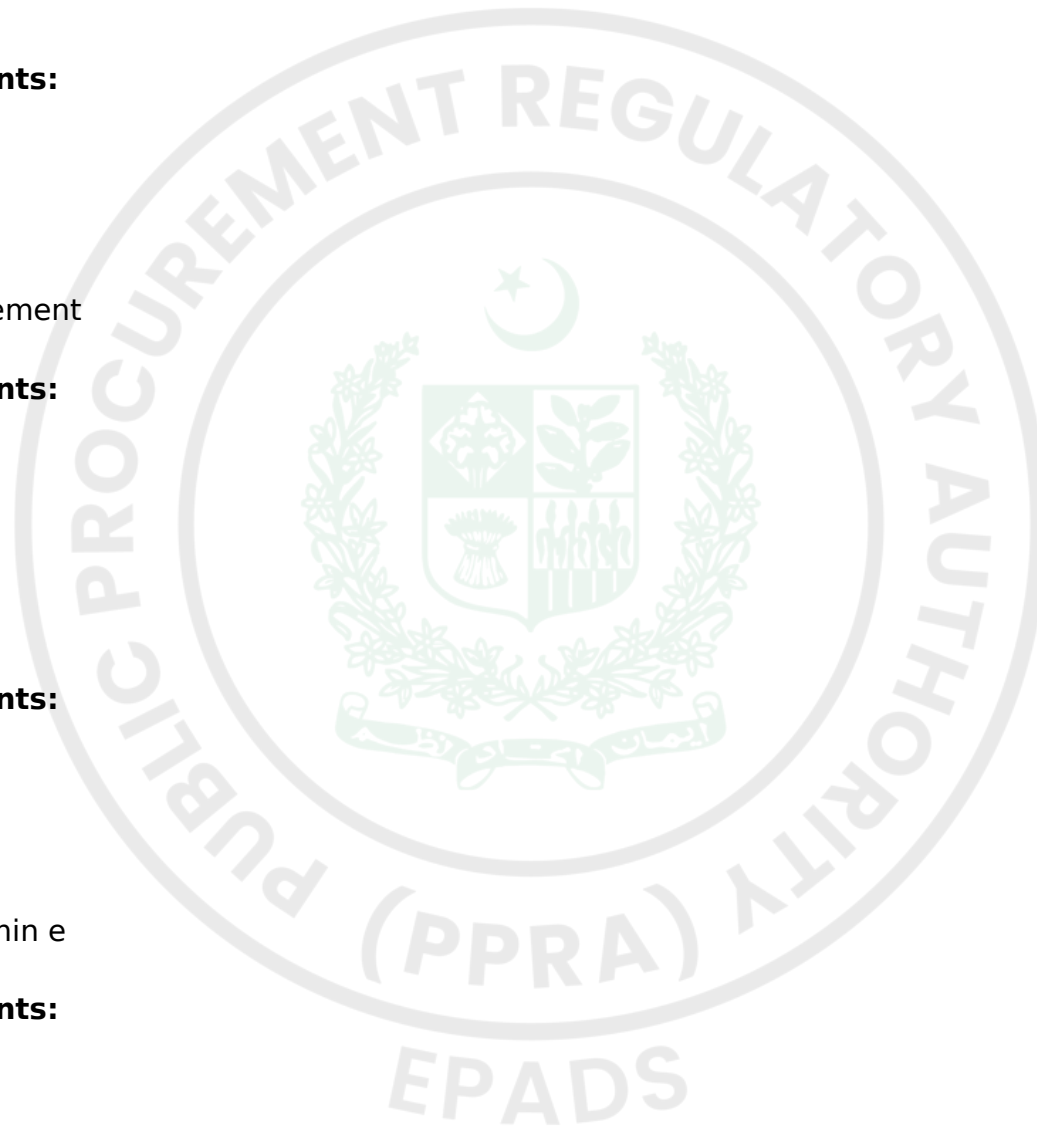 nts:
ement
nts:
nts:
nin e
nts:
PUBLIC PROCUREMENT REGULATORY AUTHORITY
(PPRA)
EPADS